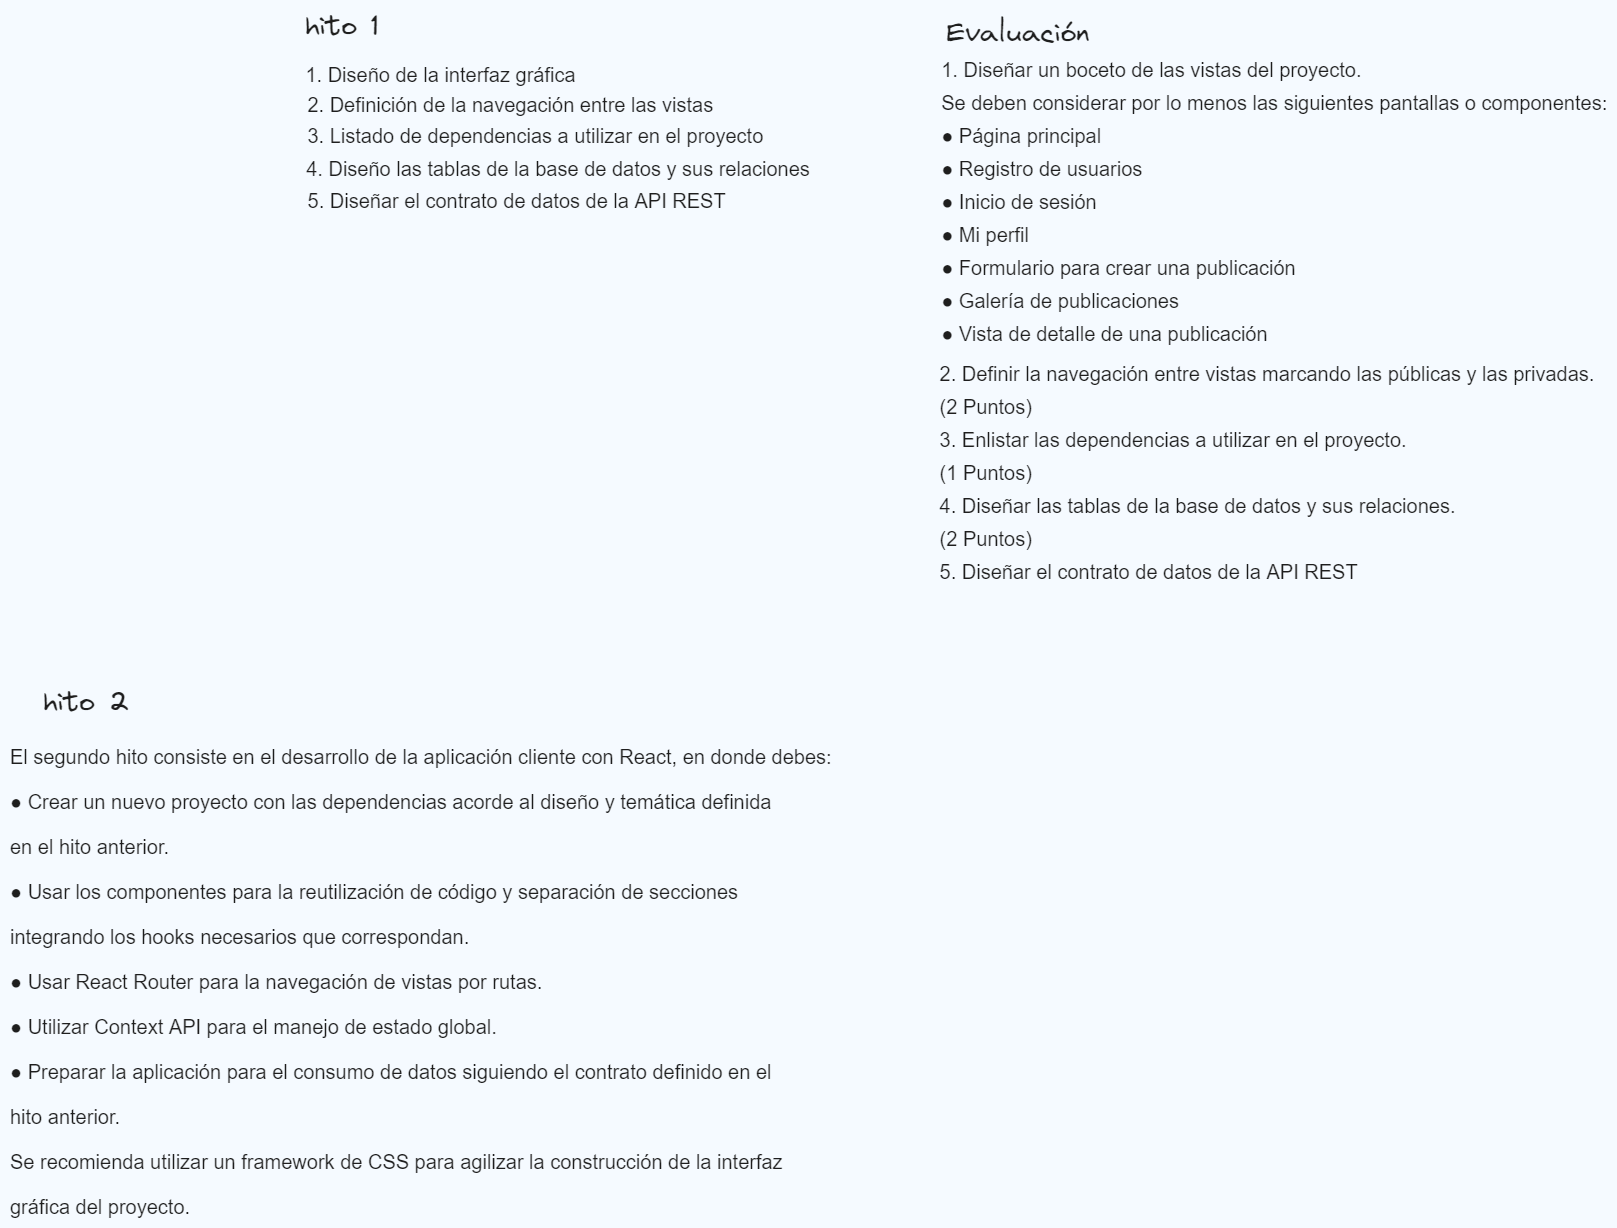 hito 1
1. Diseño de la interfaz gráfica
2. Definición de la navegación entre las vistas
3. Listado de dependencias a utilizar en el proyecto
4. Diseño las tablas de la base de datos y sus relaciones
5. Diseñar el contrato de datos de la API REST
Evaluación
1. Diseñar un boceto de las vistas del proyecto.
Se deben considerar por lo menos las siguientes pantallas o componentes:
● Página principal
● Registro de usuarios
● Inicio de sesión
● Mi perfil
● Formulario para crear una publicación
● Galería de publicaciones
● Vista de detalle de una publicación
2. Definir la navegación entre vistas marcando las públicas y las privadas.
(2 Puntos)
3. Enlistar las dependencias a utilizar en el proyecto.
(1 Puntos)
4. Diseñar las tablas de la base de datos y sus relaciones.
(2 Puntos)
5. Diseñar el contrato de datos de la API REST
hito 2
El segundo hito consiste en el desarrollo de la aplicación cliente con React, en donde debes:
● Crear un nuevo proyecto con las dependencias acorde al diseño y temática definida
en el hito anterior.
● Usar los componentes para la reutilización de código y separación de secciones
integrando los hooks necesarios que correspondan.
● Usar React Router para la navegación de vistas por rutas.
● Utilizar Context API para el manejo de estado global.
● Preparar la aplicación para el consumo de datos siguiendo el contrato definido en el
hito anterior.
Se recomienda utilizar un framework de CSS para agilizar la construcción de la interfaz
gráfica del proyecto.